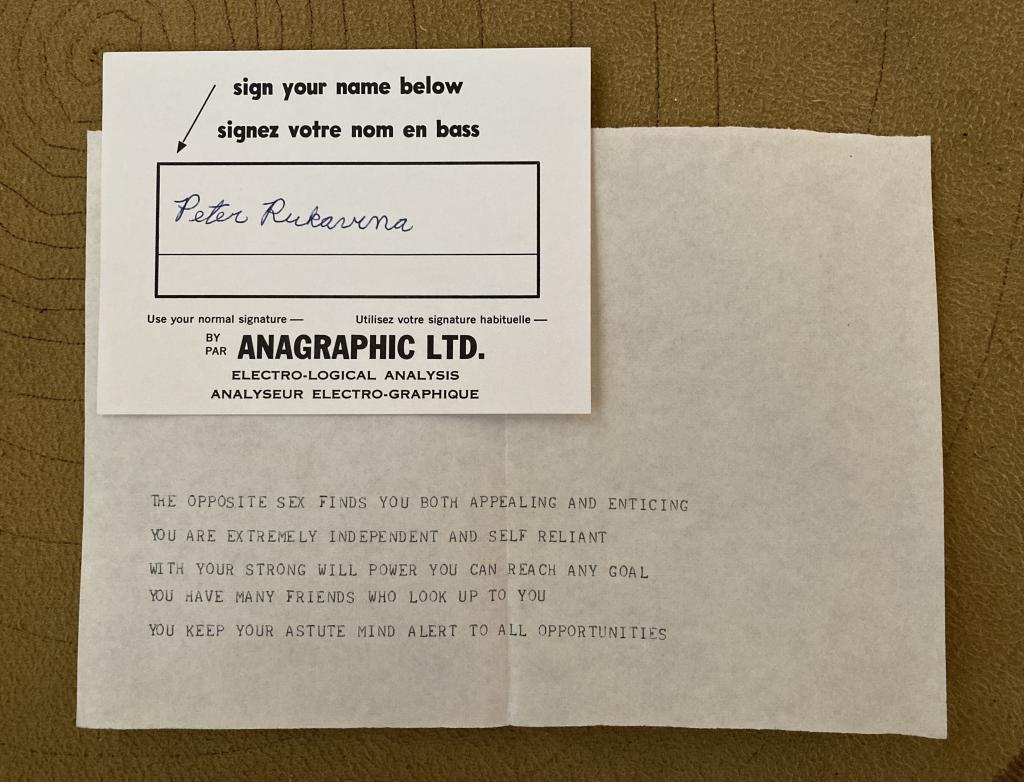 sign your name below
signez votre nom en bass
Peter Rukavina
Use your normal signature — Utilisez votre signature habituelle —
BY
PAR ANAGRAPHIC LTD.
ELECTRO-LOGICAL ANALYSIS
ANALYSEUR ELECTRO-GRAPHIQUE
THE OPPOSITE SEX FINDS YOU BOTH APPEALING AND ENTICING
YOU ARE EXTREMELY INDEPENDENT AND SELF RELIANT
WITH YOUR STRONG WILL POWER YOU CAN REACH ANY GOAL
YOU HAVE MANY FRIENDS WHO LOOK UP TO YOU
YOU KEEP YOUR ASTUTE MIND ALERT TO ALL OPPORTUNITIES